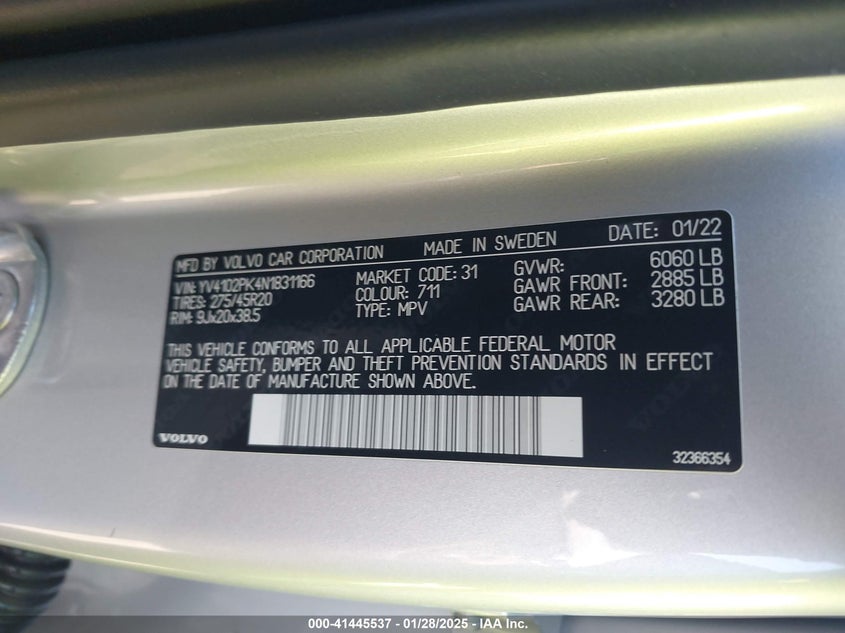 MFD BY VOLVO CAR CORPORATION MADE IN SWEDEN DATE: 01/22
VIN: YV4102PK4N1831166 MARKET CODE: 31 GVWR: 6060 LB
TIRES: 275/45R20 COLOUR: 711 GAWR FRONT: 2885 LB
RIM: 9Jx20x38.5 TYPE: MPV GAWR REAR: 3280 LB
THIS VEHICLE CONFORMS TO ALL APPLICABLE FEDERAL MOTOR
VEHICLE SAFETY, BUMPER AND THEFT PREVENTION STANDARDS IN EFFECT
ON THE DATE OF MANUFACTURE SHOWN ABOVE.
VOLVO
32366354
000-41445537 - 01/28/2025 - IAA Inc.